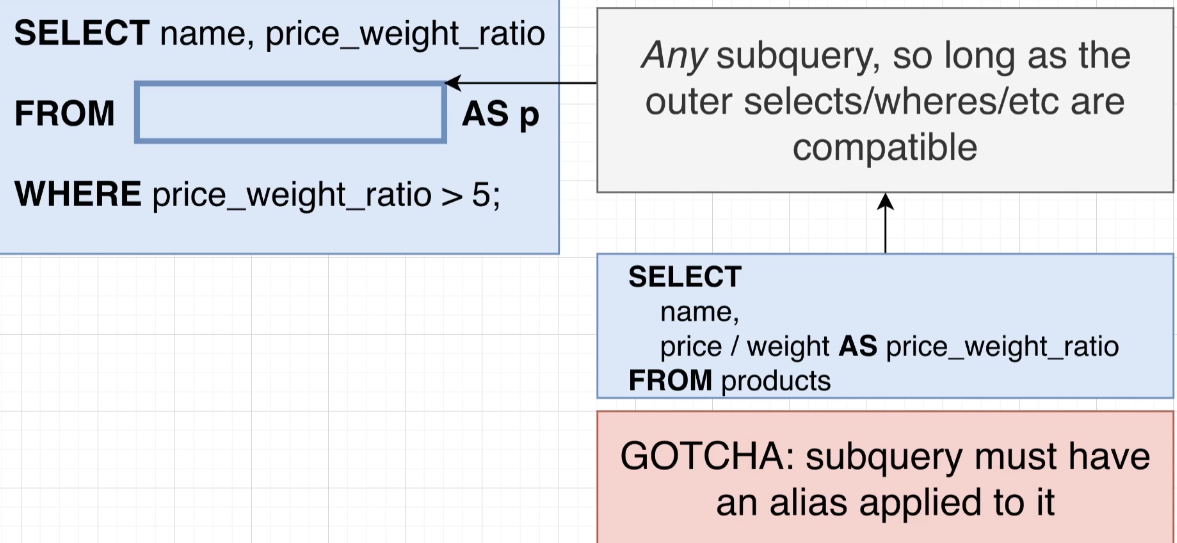 SELECT name, price_weight_ratio
FROM AS p
WHERE price_weight_ratio > 5;
Any subquery, so long as the
outer selects/wheres/etc are
compatible
SELECT
name,
price / weight AS price_weight_ratio
FROM products
GOTCHA: subquery must have
an alias applied to it